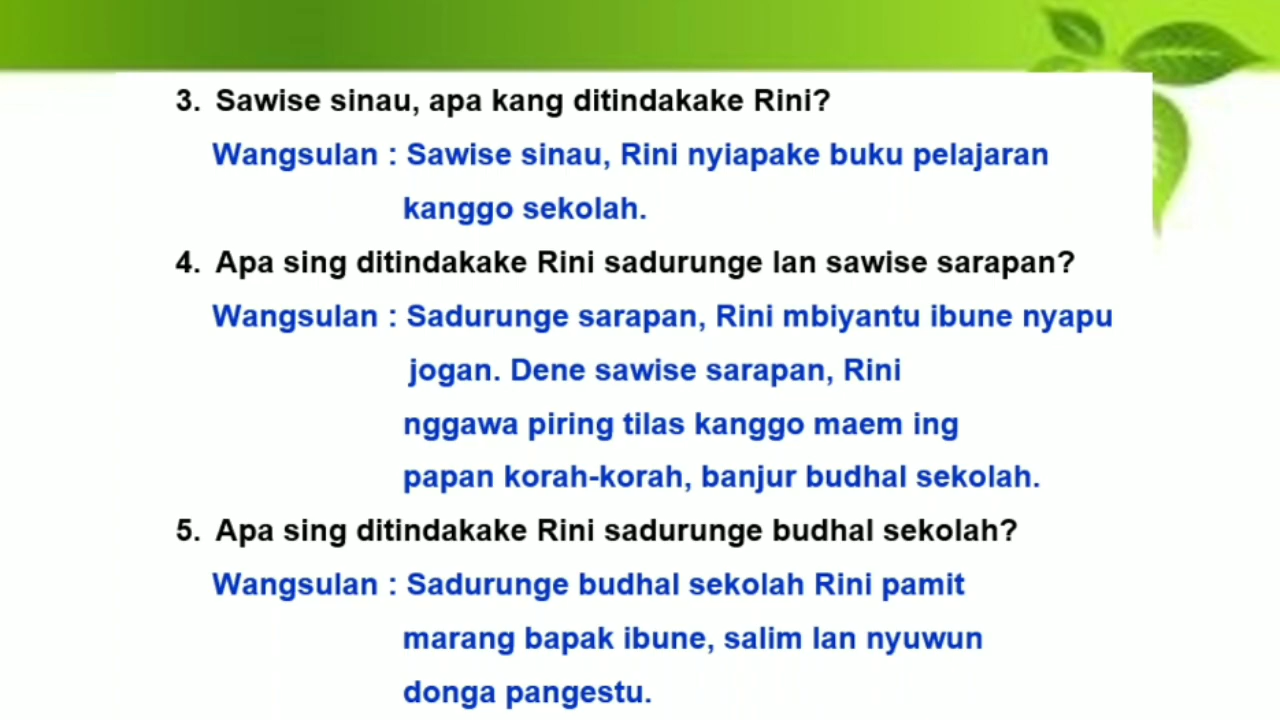 3. Sawise sinau, apa kang ditindakake Rini?
Wangsulan : Sawise sinau, Rini nyiapake buku pelajaran
kanggo sekolah.
4. Apa sing ditindakake Rini sadurunge lan sawise sarapan?
Wangsulan : Sadurunge sarapan, Rini mbiyantu ibune nyapu
jogan. Dene sawise sarapan, Rini
nggawa piring tilas kanggo maem ing
papan korah-korah, banjur budhal sekolah.
5. Apa sing ditindakake Rini sadurunge budhal sekolah?
Wangsulan : Sadurunge budhal sekolah Rini pamit
marang bapak ibune, salim lan nyuwun
donga pangestu.